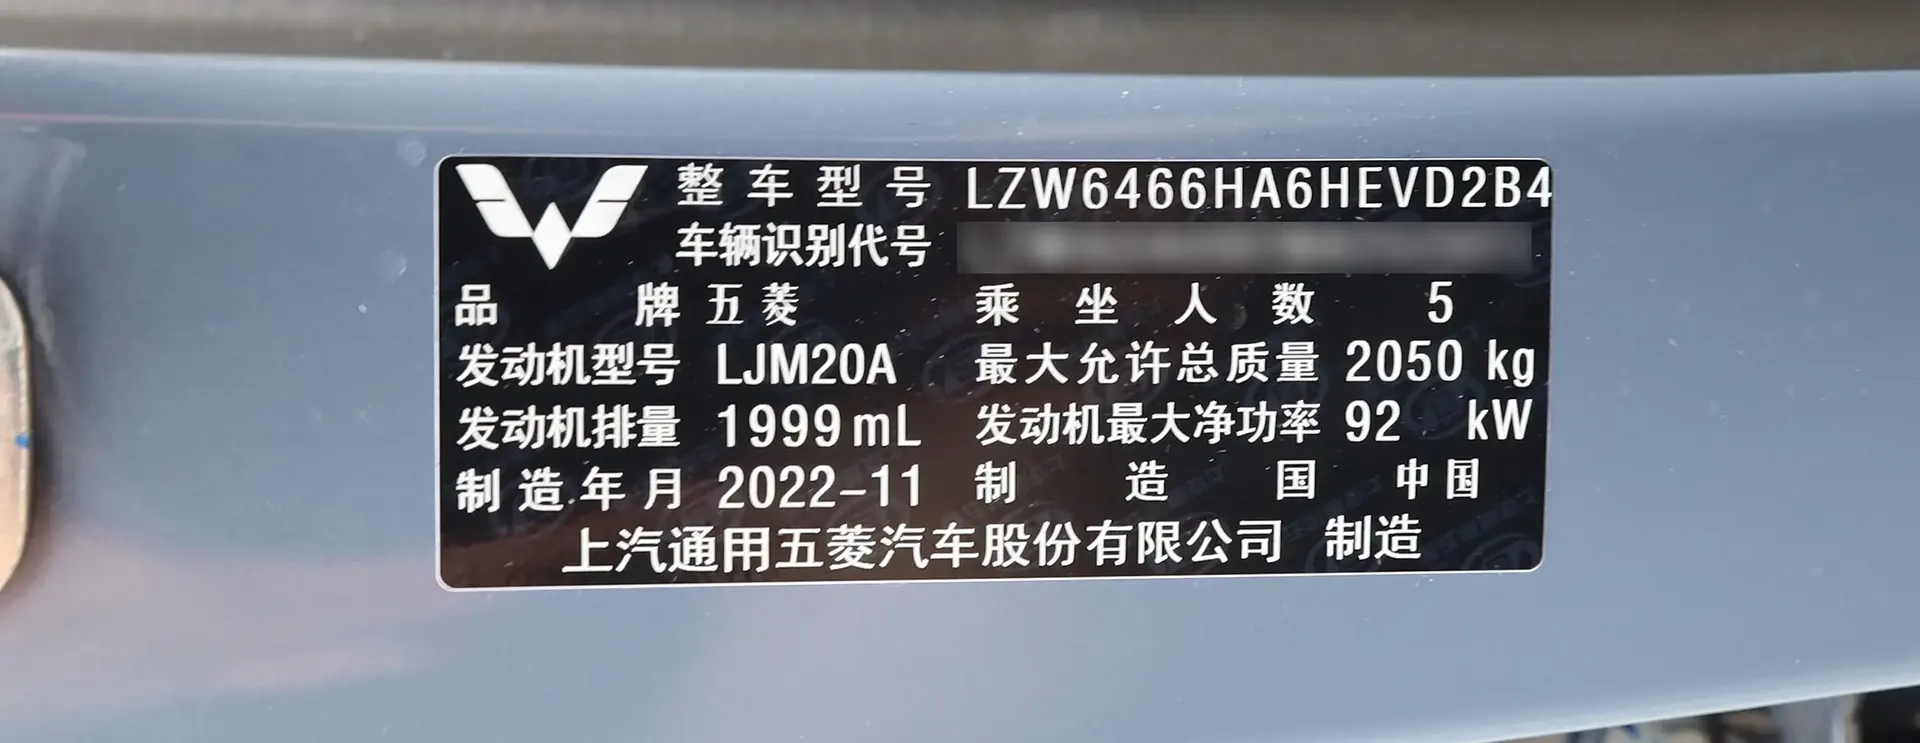 整车型号 LZW6466HA6HEVD2B4
车辆识别代号
品牌 五菱 乘坐人数 5
发动机型号 LJM20A 最大允许总质量 2050 kg
发动机排量 1999mL 发动机最大净功率 92 kW
制造年月 2022-11 制造国 中国
上汽通用五菱汽车股份有限公司 制造